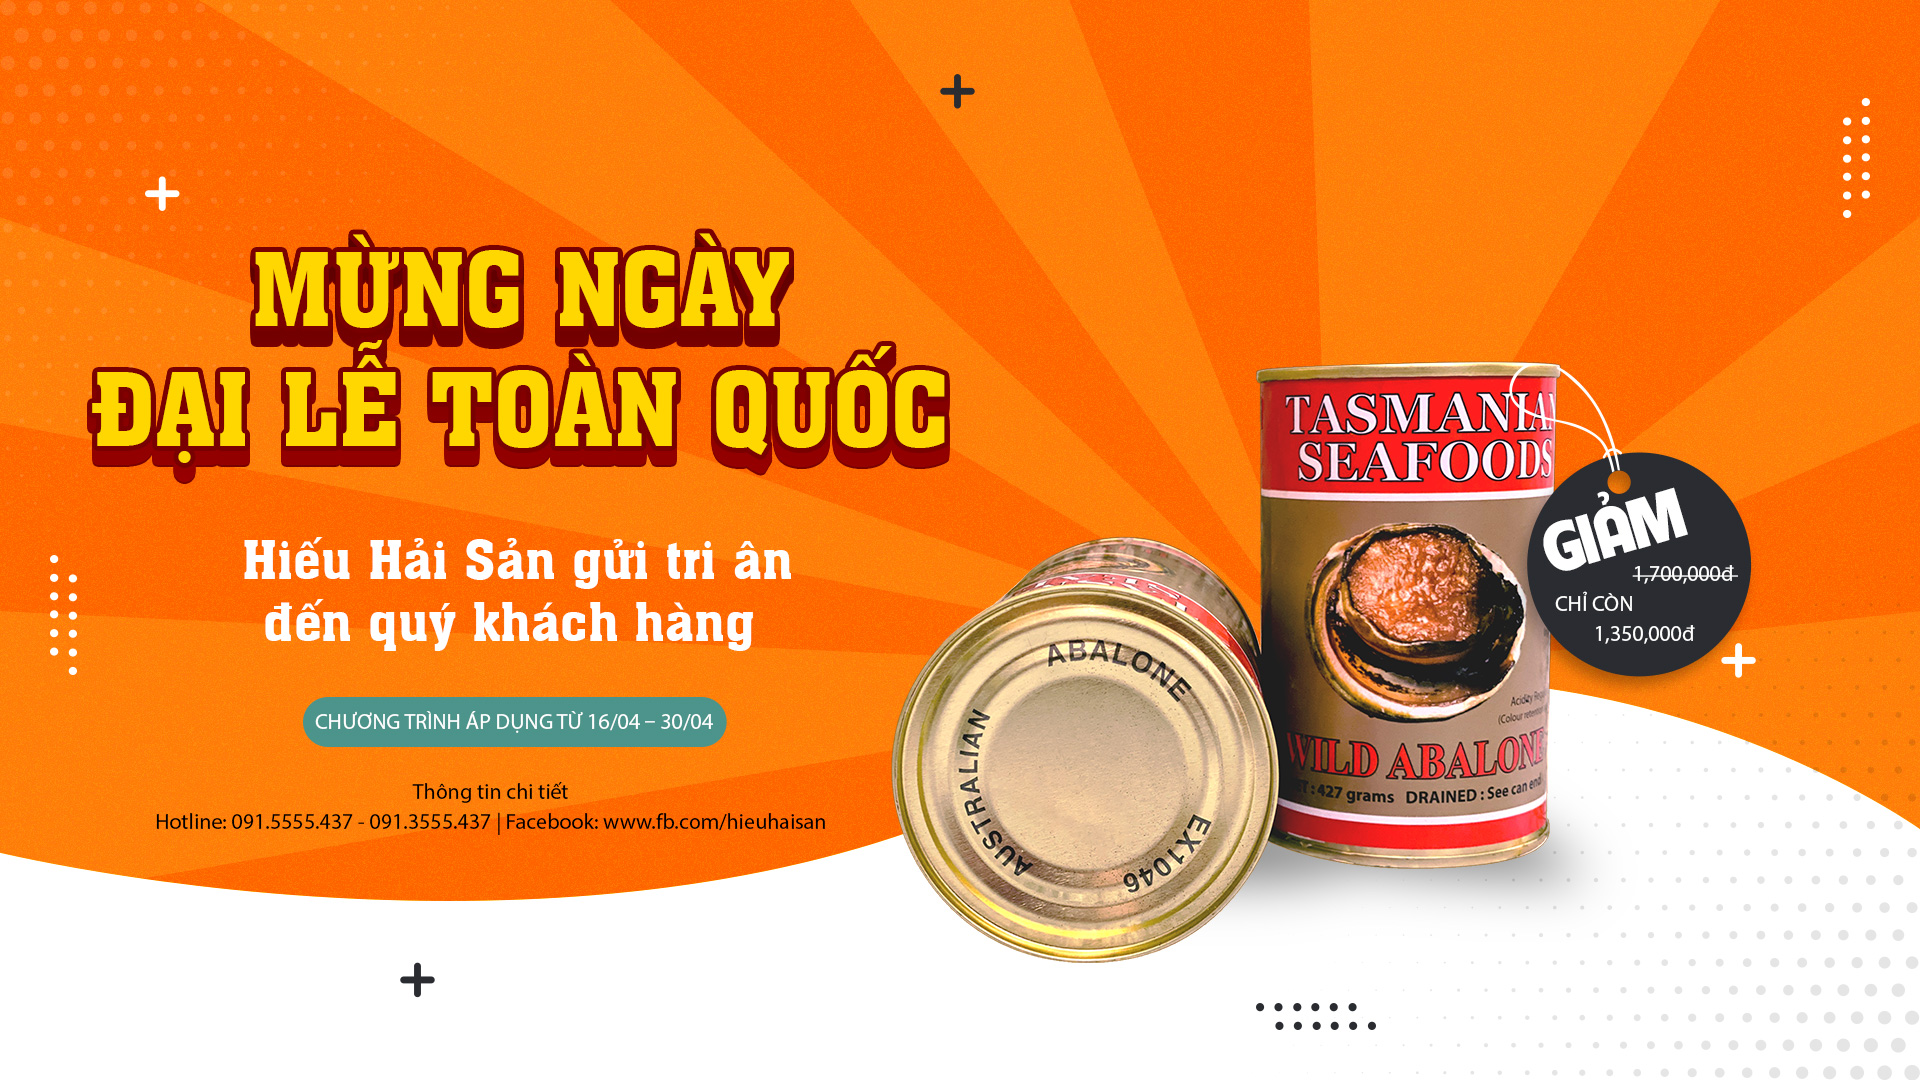 MỪNG NGÀY
ĐẠI LỄ TOÀN QUỐC
Hiếu Hải Sản gửi tri ân
đến quý khách hàng
CHƯƠNG TRÌNH ÁP DỤNG TỪ 16/04 – 30/04
Thông tin chi tiết
Hotline: 091.5555.437 - 091.3555.437 | Facebook: www.fb.com/hieuhaisan
TASMANIA
SEAFOODS
GIẢM
1,700,000đ
CHỈ CÒN
1,350,000đ
Acidity
(Colour
WILD ABALONE
: 427 grams DRAINED : See can end
ABALONE
AUSTRALIAN
EX1046